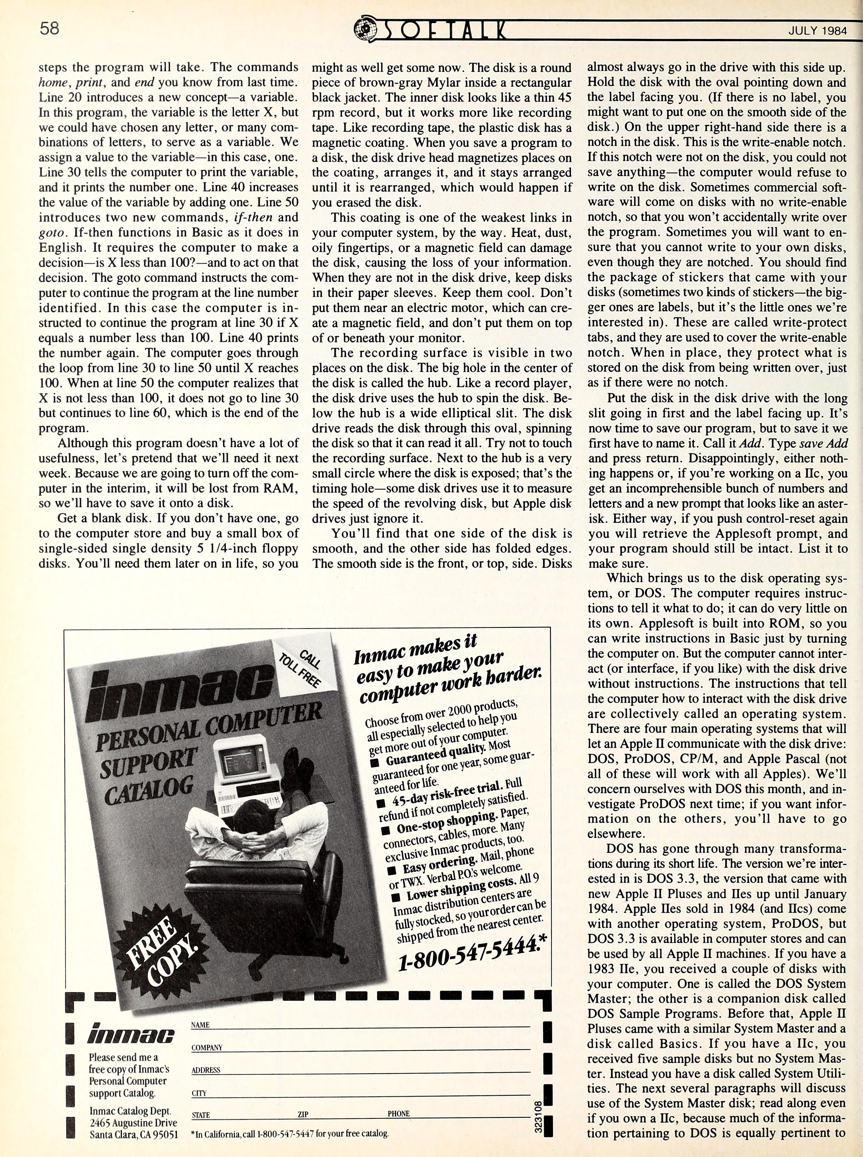 58
SOFTALK
JULY 1984
steps the program will take. The commands
home, print, and end you know from last time.
Line 20 introduces a new concept—a variable.
In this program, the variable is the letter X, but
we could have chosen any letter, or many com-
binations of letters, to serve as a variable. We
assign a value to the variable—in this case, one.
Line 30 tells the computer to print the variable,
and it prints the number one. Line 40 increases
the value of the variable by adding one. Line 50
introduces two new commands, if-then and
goto. If-then functions in Basic as it does in
English. It requires the computer to make a
decision—is X less than 100?—and to act on that
decision. The goto command instructs the com-
puter to continue the program at the line number
identified. In this case the computer is in-
structed to continue the program at line 30 if X
equals a number less than 100. Line 40 prints
the number again. The computer goes through
the loop from line 30 to line 50 until X reaches
100. When at line 50 the computer realizes that
X is not less than 100, it does not go to line 30
but continues to line 60, which is the end of the
program.
Although this program doesn't have a lot of
usefulness, let's pretend that we'll need it next
week. Because we are going to turn off the com-
puter in the interim, it will be lost from RAM,
so we'll have to save it onto a disk.
Get a blank disk. If you don't have one, go
to the computer store and buy a small box of
single-sided single density 5 1/4-inch floppy
disks. You'll need them later on in life, so you
might as well get some now. The disk is a round
piece of brown-gray Mylar inside a rectangular
black jacket. The inner disk looks like a thin 45
rpm record, but it works more like recording
tape. Like recording tape, the plastic disk has a
magnetic coating. When you save a program to
a disk, the disk drive head magnetizes places on
the coating, arranges it, and it stays arranged
until it is rearranged, which would happen if
you erased the disk.
This coating is one of the weakest links in
your computer system, by the way. Heat, dust,
oily fingertips, or a magnetic field can damage
the disk, causing the loss of your information.
When they are not in the disk drive, keep disks
in their paper sleeves. Keep them cool. Don't
put them near an electric motor, which can cre-
ate a magnetic field, and don't put them on top
of or beneath your monitor.
The recording surface is visible in two
places on the disk. The big hole in the center of
the disk is called the hub. Like a record player,
the disk drive uses the hub to spin the disk. Be-
low the hub is a wide elliptical slit. The disk
drive reads the disk through this oval, spinning
the disk so that it can read it all. Try not to touch
the recording surface. Next to the hub is a very
small circle where the disk is exposed; that's the
timing hole—some disk drives use it to measure
the speed of the revolving disk, but Apple disk
drives just ignore it.
You'll find that one side of the disk is
smooth, and the other side has folded edges.
The smooth side is the front, or top, side. Disks
almost always go in the drive with this side up.
Hold the disk with the oval pointing down and
the label facing you. (If there is no label, you
might want to put one on the smooth side of the
disk.) On the upper right-hand side there is a
notch in the disk. This is the write-enable notch.
If this notch were not on the disk, you could not
save anything—the computer would refuse to
write on the disk. Sometimes commercial soft-
ware will come on disks with no write-enable
notch, so that you won't accidentally write over
the program. Sometimes you will want to en-
sure that you cannot write to your own disks,
even though they are notched. You should find
the package of stickers that came with your
disks (sometimes two kinds of stickers—the big-
ger ones are labels, but it's the little ones we're
interested in). These are called write-protect
tabs, and they are used to cover the write-enable
notch. When in place, they protect what is
stored on the disk from being written over, just
as if there were no notch.
Put the disk in the disk drive with the long
slit going in first and the label facing up. It's
now time to save our program, but to save it we
first have to name it. Call it Add. Type save Add
and press return. Disappointingly, either noth-
ing happens or, if you're working on a IIc, you
get an incomprehensible bunch of numbers and
letters and a new prompt that looks like an aster-
isk. Either way, if you push control-reset again
you will retrieve the Applesoft prompt, and
your program should still be intact. List it to
make sure.
Which brings us to the disk operating sys-
tem, or DOS. The computer requires instruc-
tions to tell it what to do; it can do very little on
its own. Applesoft is built into ROM, so you
can write instructions in Basic just by turning
the computer on. But the computer cannot inter-
act (or interface, if you like) with the disk drive
without instructions. The instructions that tell
the computer how to interact with the disk drive
are collectively called an operating system.
There are four main operating systems that will
let an Apple II communicate with the disk drive:
DOS, ProDOS, CP/M, and Apple Pascal (not
all of these will work with all Apples). We'll
concern ourselves with DOS this month, and in-
vestigate ProDOS next time; if you want infor-
mation on the others, you'll have to go
elsewhere.
DOS has gone through many transforma-
tions during its short life. The version we're inter-
ested in is DOS 3.3, the version that came with
new Apple II Pluses and IIes up until January
1984. Apple IIes sold in 1984 (and IIcs) come
with another operating system, ProDOS, but
DOS 3.3 is available in computer stores and can
be used by all Apple II machines. If you have a
1983 IIe, you received a couple of disks with
your computer. One is called the DOS System
Master; the other is a companion disk called
DOS Sample Programs. Before that, Apple II
Pluses came with a similar System Master and a
disk called Basics. If you have a IIc, you
received five sample disks but no System Mas-
ter. Instead you have a disk called System Utili-
ties. The next several paragraphs will discuss
use of the System Master disk; read along even
if you own a IIc, because much of the informa-
tion pertaining to DOS is equally pertinent to
CALL
TOLL FREE
inmac
PERSONAL COMPUTER
SUPPORT
CATALOG
FREE
COPY.
Inmac makes it
easy to make your
computer work harder.
Choose from over 2000 products,
all especially selected to help you
get more out of your computer.
■ Guaranteed quality. Most
guaranteed for one year, some guar-
anteed for life.
■ 45-day risk-free trial. Full
refund if not completely satisfied.
■ One-stop shopping. Paper,
connectors, cables, more. Many
exclusive Inmac products, too.
■ Easy ordering. Mail, phone
or TWX. Verbal P.O.'s welcome.
■ Lower shipping costs. All 9
Inmac distribution centers are
fully stocked, so your order can be
shipped from the nearest center.
1-800-547-5444.*
inmac
Please send me a
free copy of Inmac's
Personal Computer
support Catalog.
Inmac Catalog Dept.
2465 Augustine Drive
Santa Clara, CA 95051
NAME
COMPANY
ADDRESS
CITY
STATE ZIP PHONE
*In California, call 1-800-547-5447 for your free catalog.
323108